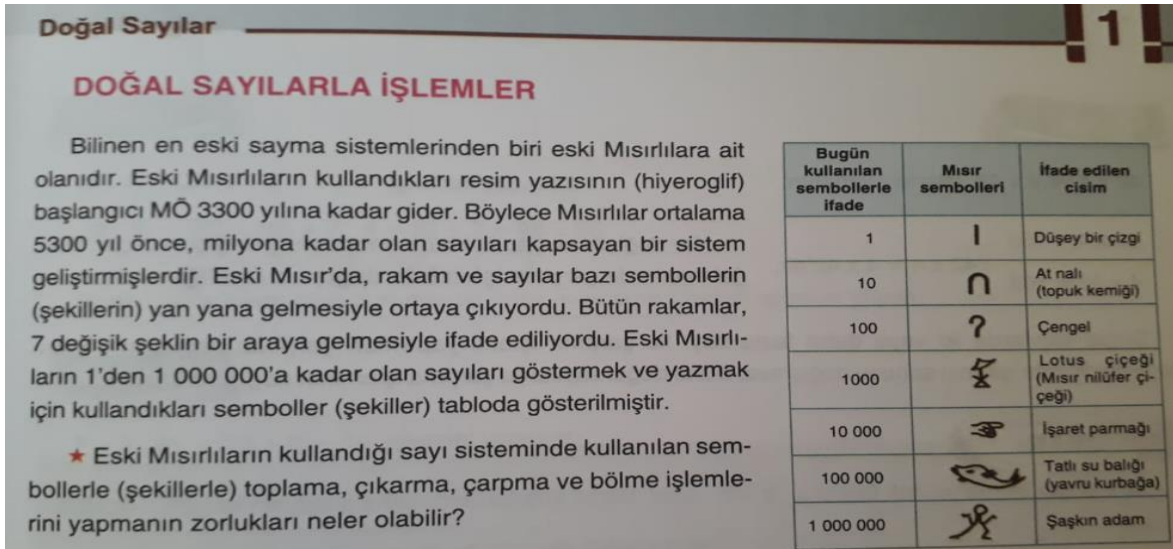 Doğal Sayılar
1
DOĞAL SAYILARLA İŞLEMLER
Bilinen en eski sayma sistemlerinden biri eski Mısırlılara ait
olanıdır. Eski Mısırlıların kullandıkları resim yazısının (hiyeroglif)
başlangıcı MÖ 3300 yılına kadar gider. Böylece Mısırlılar ortalama
5300 yıl önce, milyona kadar olan sayıları kapsayan bir sistem
geliştirmişlerdir. Eski Mısır'da, rakam ve sayılar bazı sembollerin
(şekillerin) yan yana gelmesiyle ortaya çıkıyordu. Bütün rakamlar,
7 değişik şeklin bir araya gelmesiyle ifade ediliyordu. Eski Mısırlı-
ların 1'den 1 000 000'a kadar olan sayıları göstermek ve yazmak
için kullandıkları semboller (şekiller) tabloda gösterilmiştir.
★ Eski Mısırlıların kullandığı sayı sisteminde kullanılan sem-
bollerle (şekillerle) toplama, çıkarma, çarpma ve bölme işlemle-
rini yapmanın zorlukları neler olabilir?
Bugün
kullanılan
sembollerle
ifade
Mısır
sembolleri
İfade edilen
cisim
1
Düşey bir çizgi
10
At nalı
(topuk kemiği)
100
Çengel
1000
Lotus çiçeği
(Mısır nilüfer çi-
çeği)
10 000
İşaret parmağı
100 000
Tatlı su balığı
(yavru kurbağa)
1 000 000
Şaşkın adam